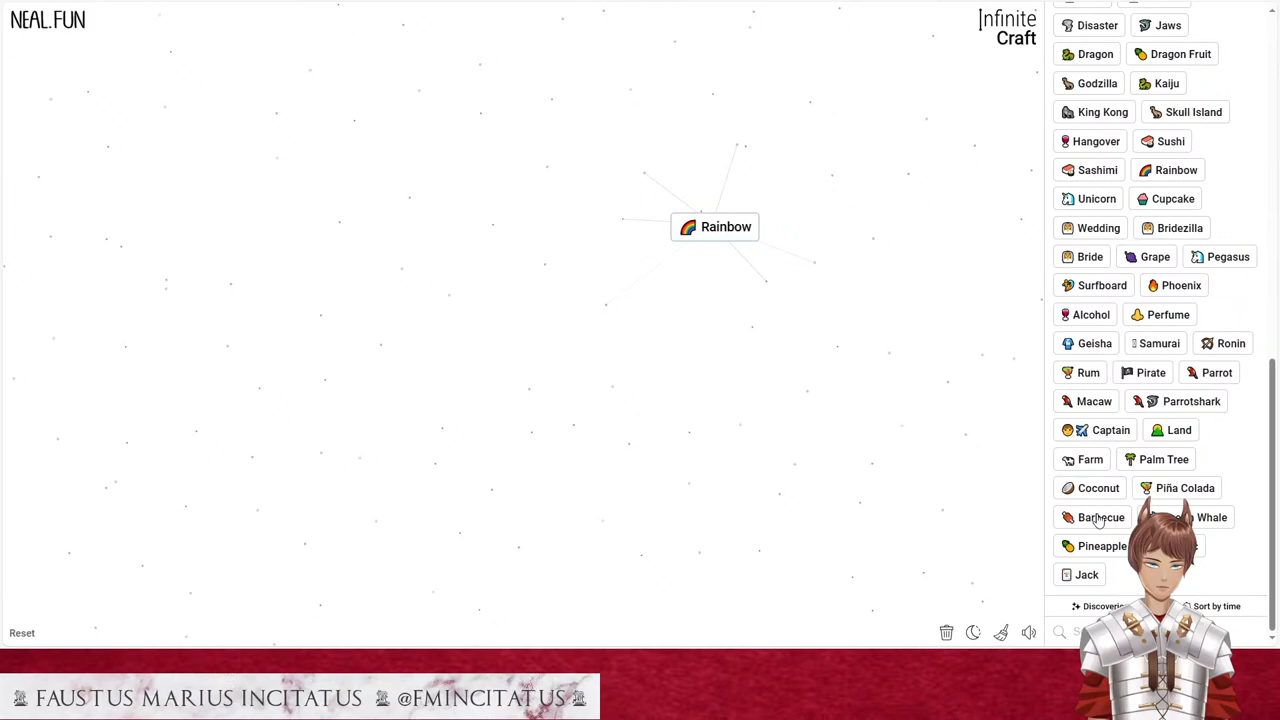 NEAL.FUN
Infinite
Craft
Disaster
Jaws
Dragon
Dragon Fruit
Godzilla
Kaiju
King Kong
Skull Island
Hangover
Sushi
Sashimi
Rainbow
Unicorn
Cupcake
Wedding
Bridezilla
Rainbow
Bride
Grape
Pegasus
Surfboard
Phoenix
Alcohol
Perfume
Geisha
Samurai
Ronin
Rum
Pirate
Parrot
Macaw
Parrotshark
Captain
Land
Farm
Palm Tree
Coconut
Piña Colada
Barbecue
Whale
Pineapple
Jack
Sort by time
Reset
FAUSTUS MARIUS INCITATUS @FMINCITATUS